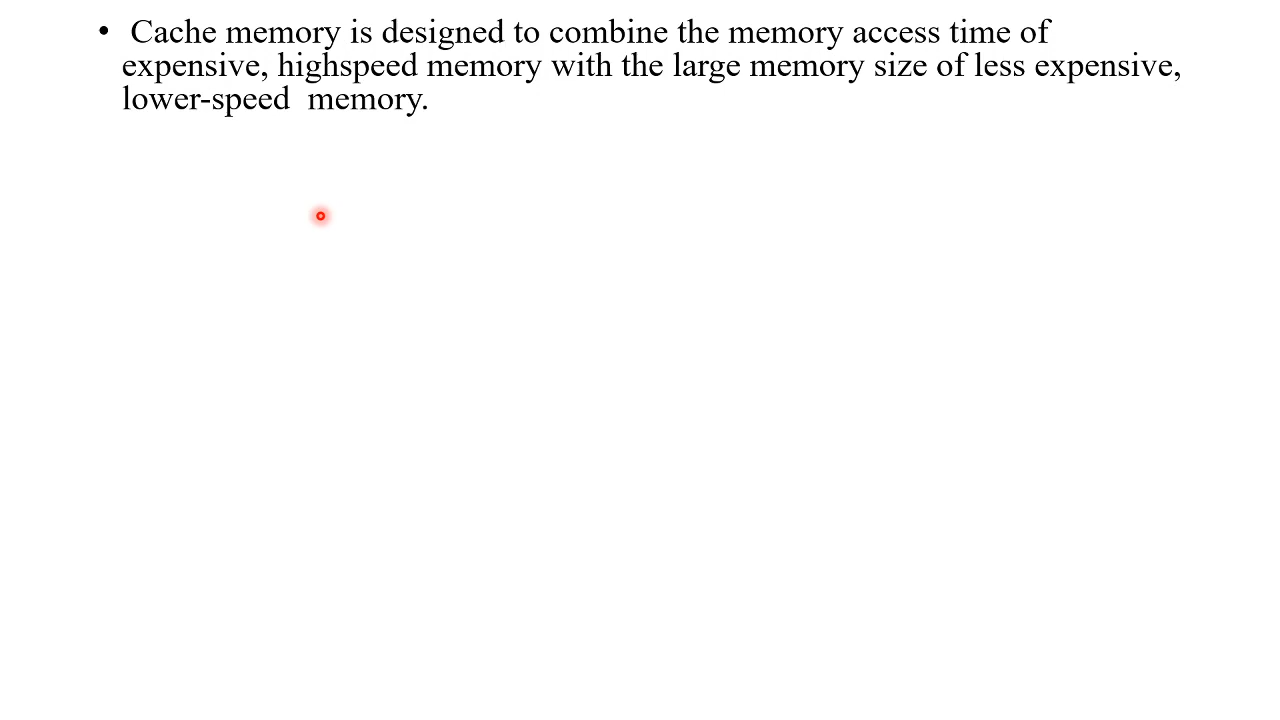 • Cache memory is designed to combine the memory access time of
expensive, highspeed memory with the large memory size of less expensive,
lower-speed  memory.